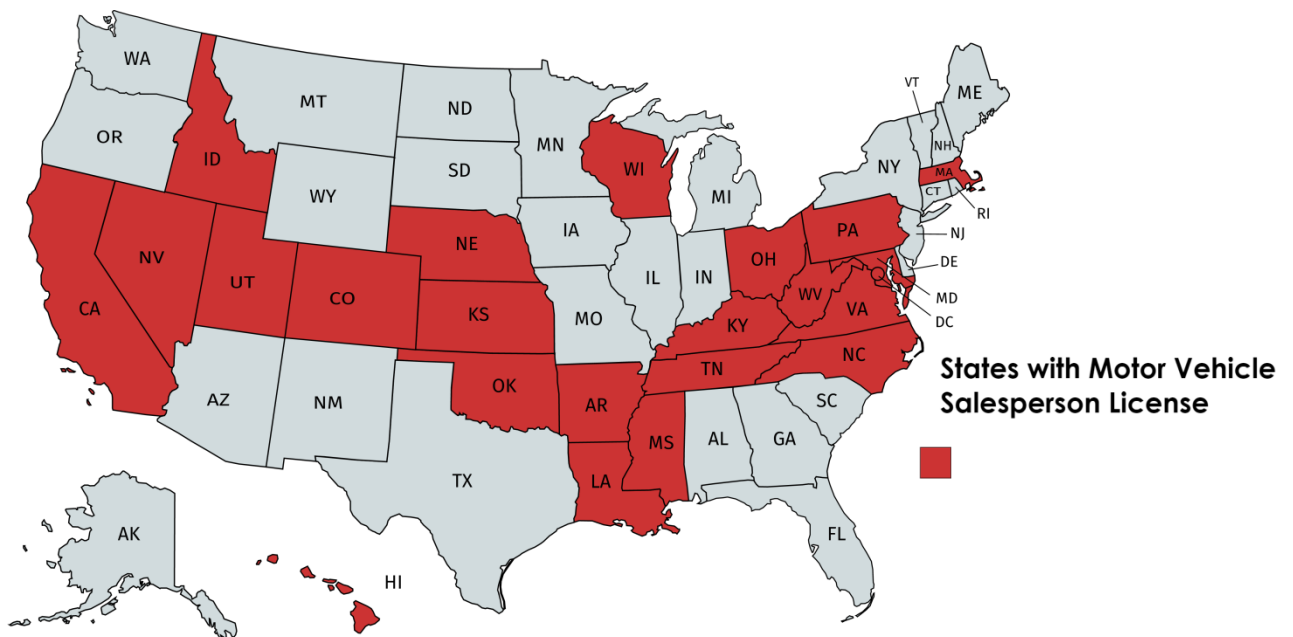 WA
MT
ND
MN
VT
ME
OR
ID
SD
WI
NY
NH
MA
WY
MI
CT
RI
IA
PA
NJ
NE
OH
NV
UT
CO
IL
IN
DE
MD
DC
CA
KS
MO
WV
VA
KY
NC
TN
States with Motor Vehicle
Salesperson License
AZ
NM
OK
AR
SC
MS
AL
GA
TX
LA
FL
AK
HI